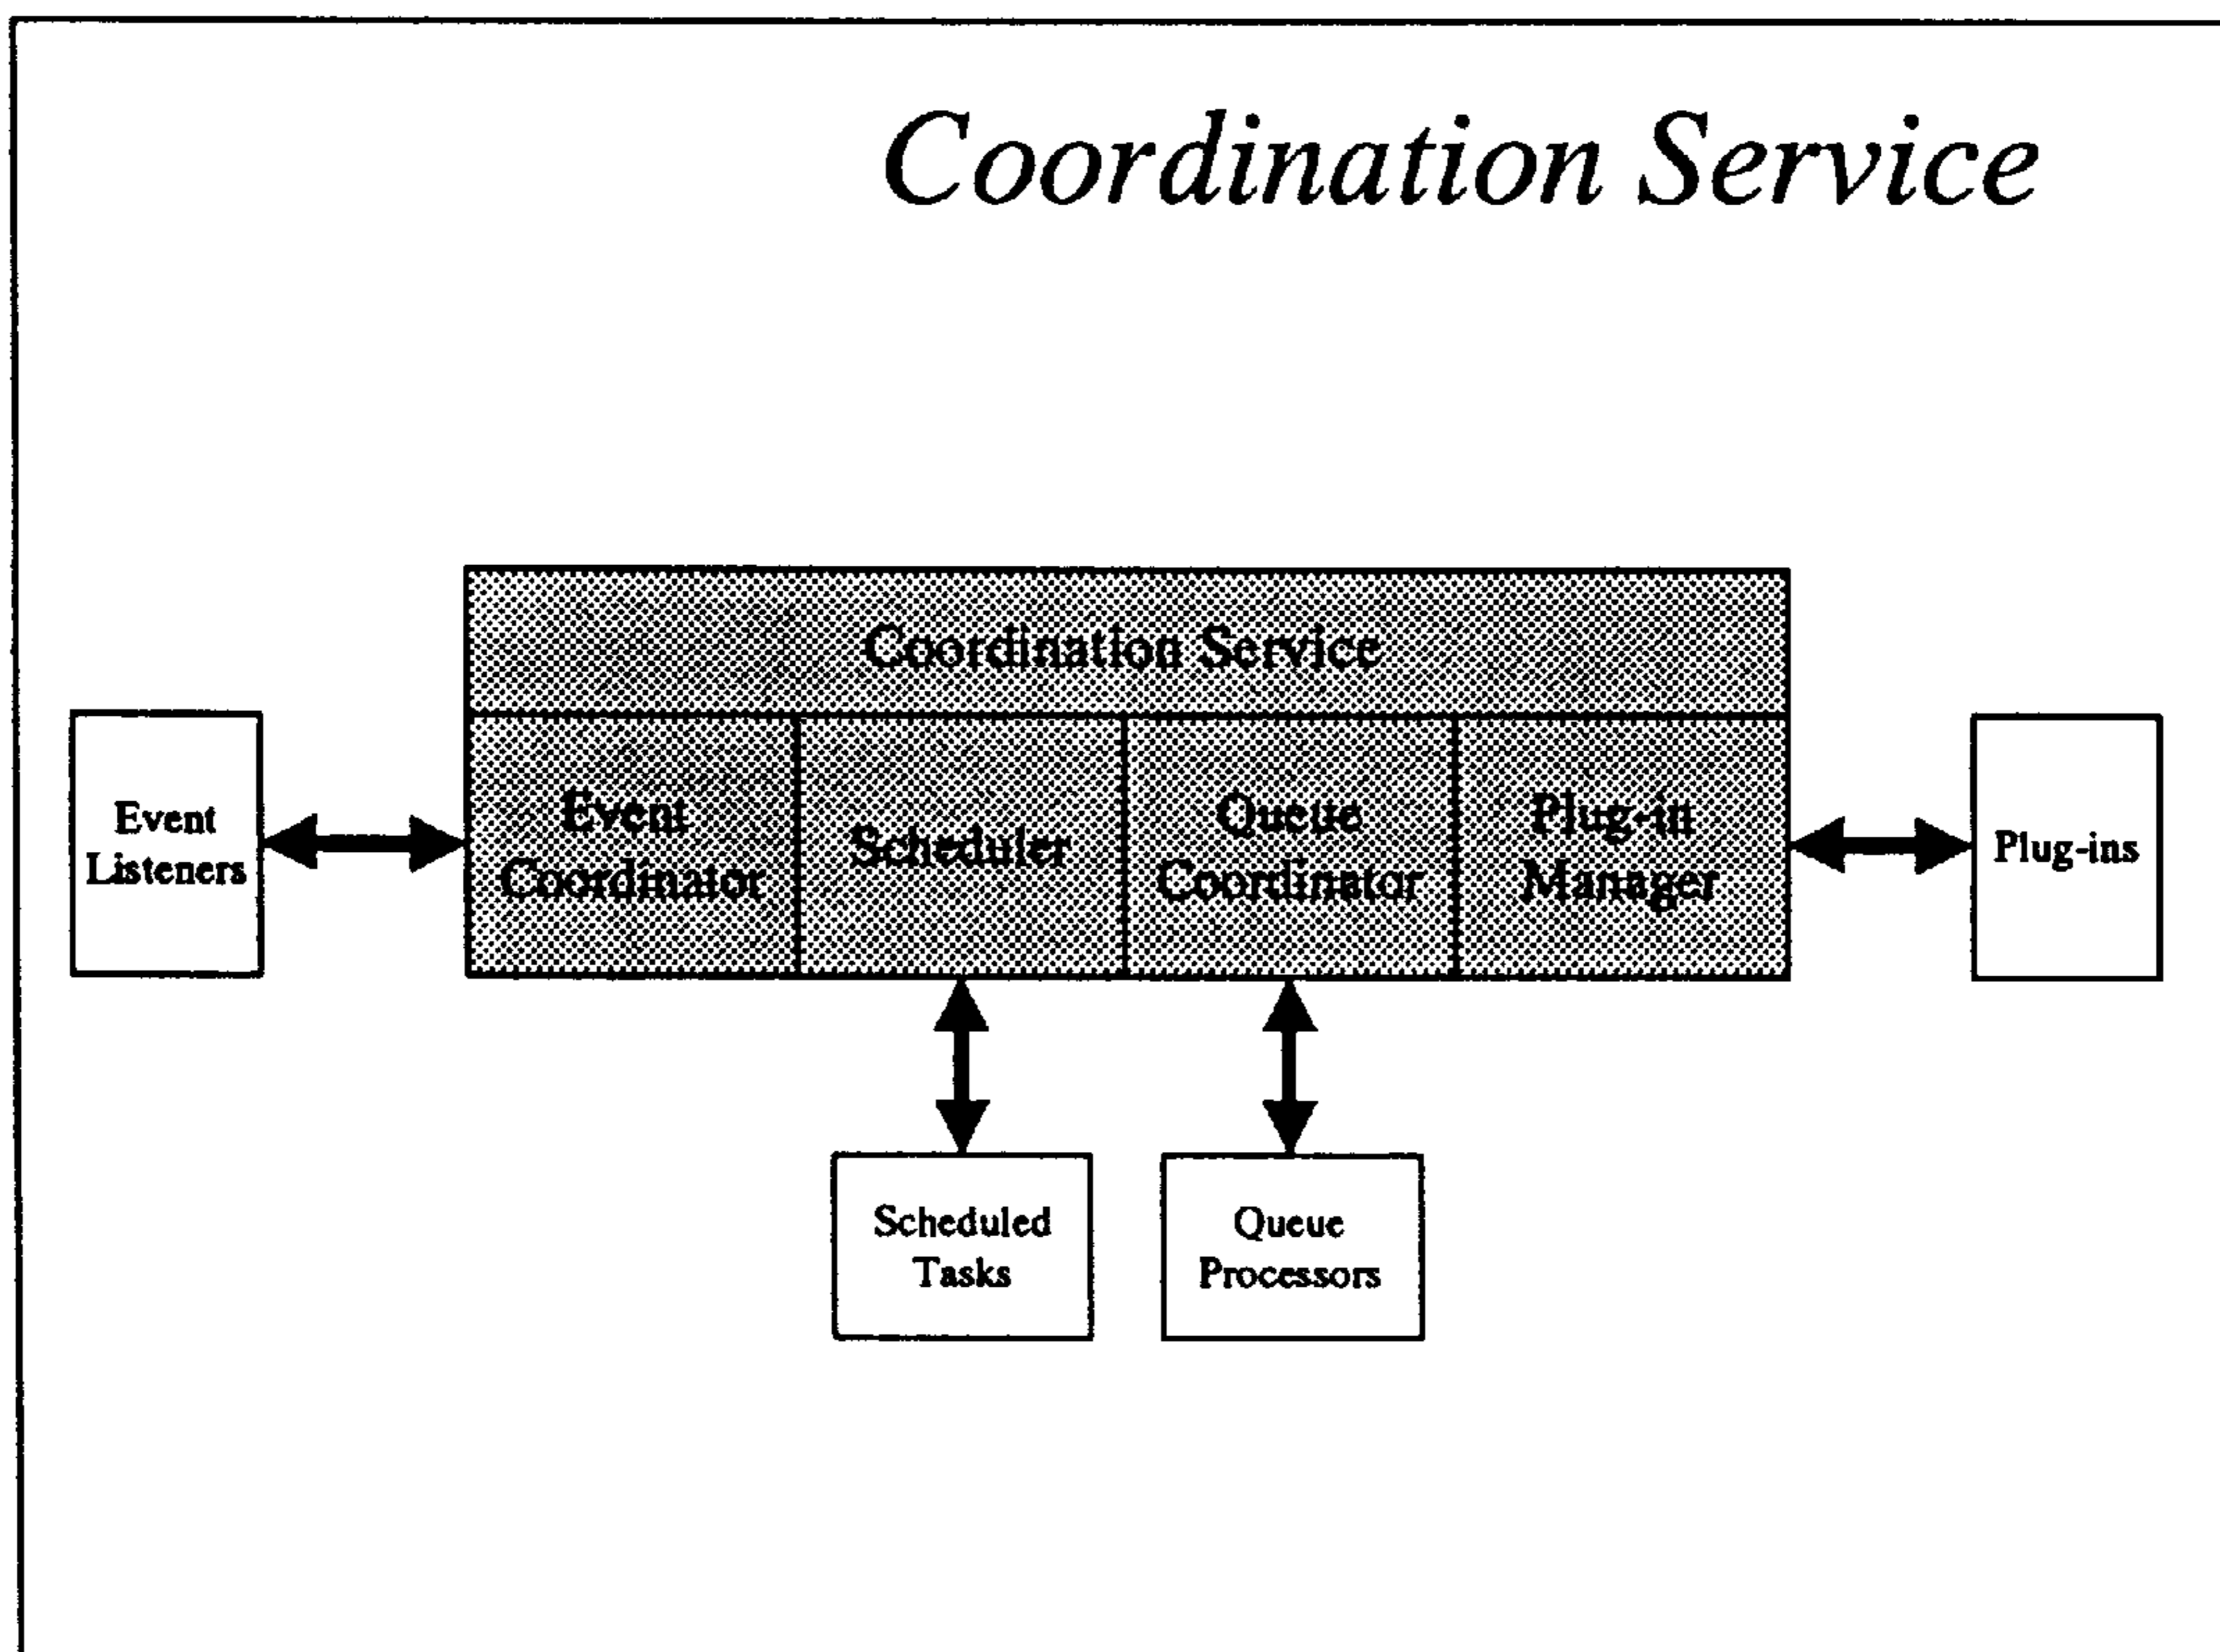 Coordination Service
Coordination Service
Event
Listeners
Event
Coordinator
Scheduler
Queue
Coordinator
Plug-in
Manager
Plug-ins
Scheduled
Tasks
Queue
Processors